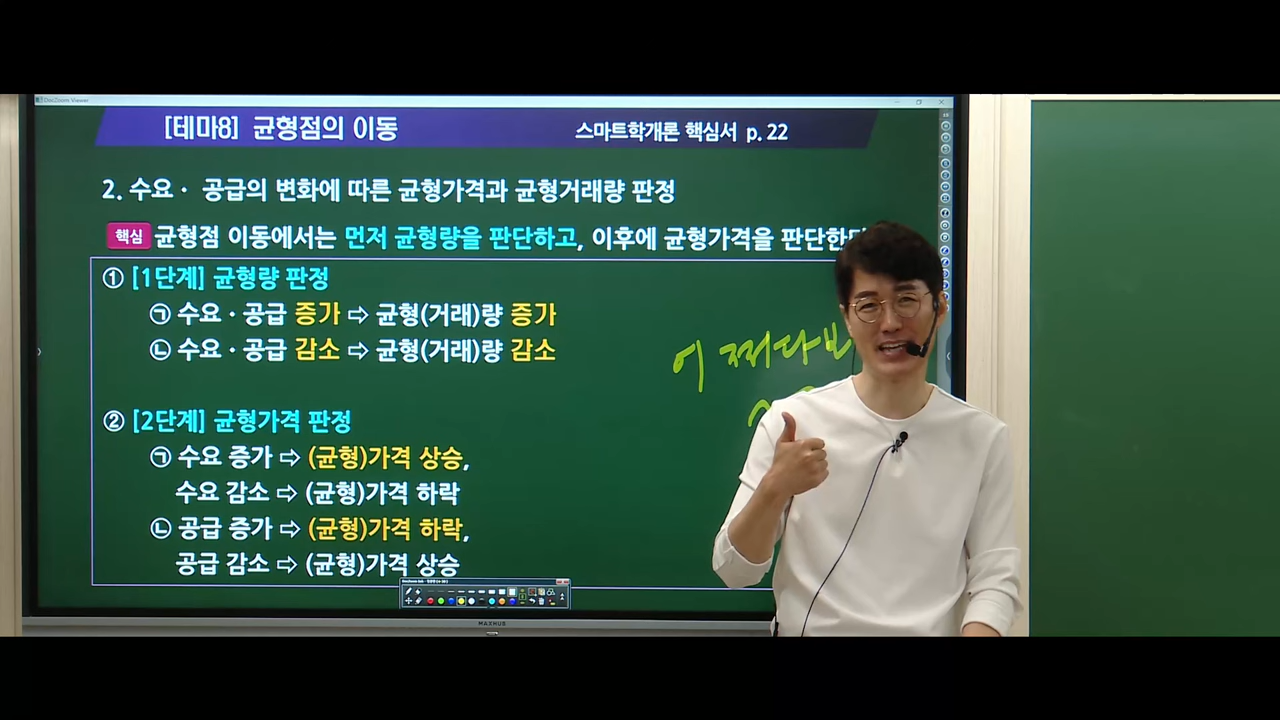 DocZoom Viewer
[테마8] 균형점의 이동
스마트학개론 핵심서 p. 22
2. 수요 · 공급의 변화에 따른 균형가격과 균형거래량 판정
핵심 균형점 이동에서는 먼저 균형량을 판단하고, 이후에 균형가격을 판단한
① [1단계] 균형량 판정
㉠ 수요 · 공급 증가 ⇨ 균형(거래)량 증가
㉡ 수요 · 공급 감소 ⇨ 균형(거래)량 감소
어쩌다
② [2단계] 균형가격 판정
㉠ 수요 증가 ⇨ (균형)가격 상승,
수요 감소 ⇨ (균형)가격 하락
㉡ 공급 증가 ⇨ (균형)가격 하락,
공급 감소 ⇨ (균형)가격 상승
MAXHUB